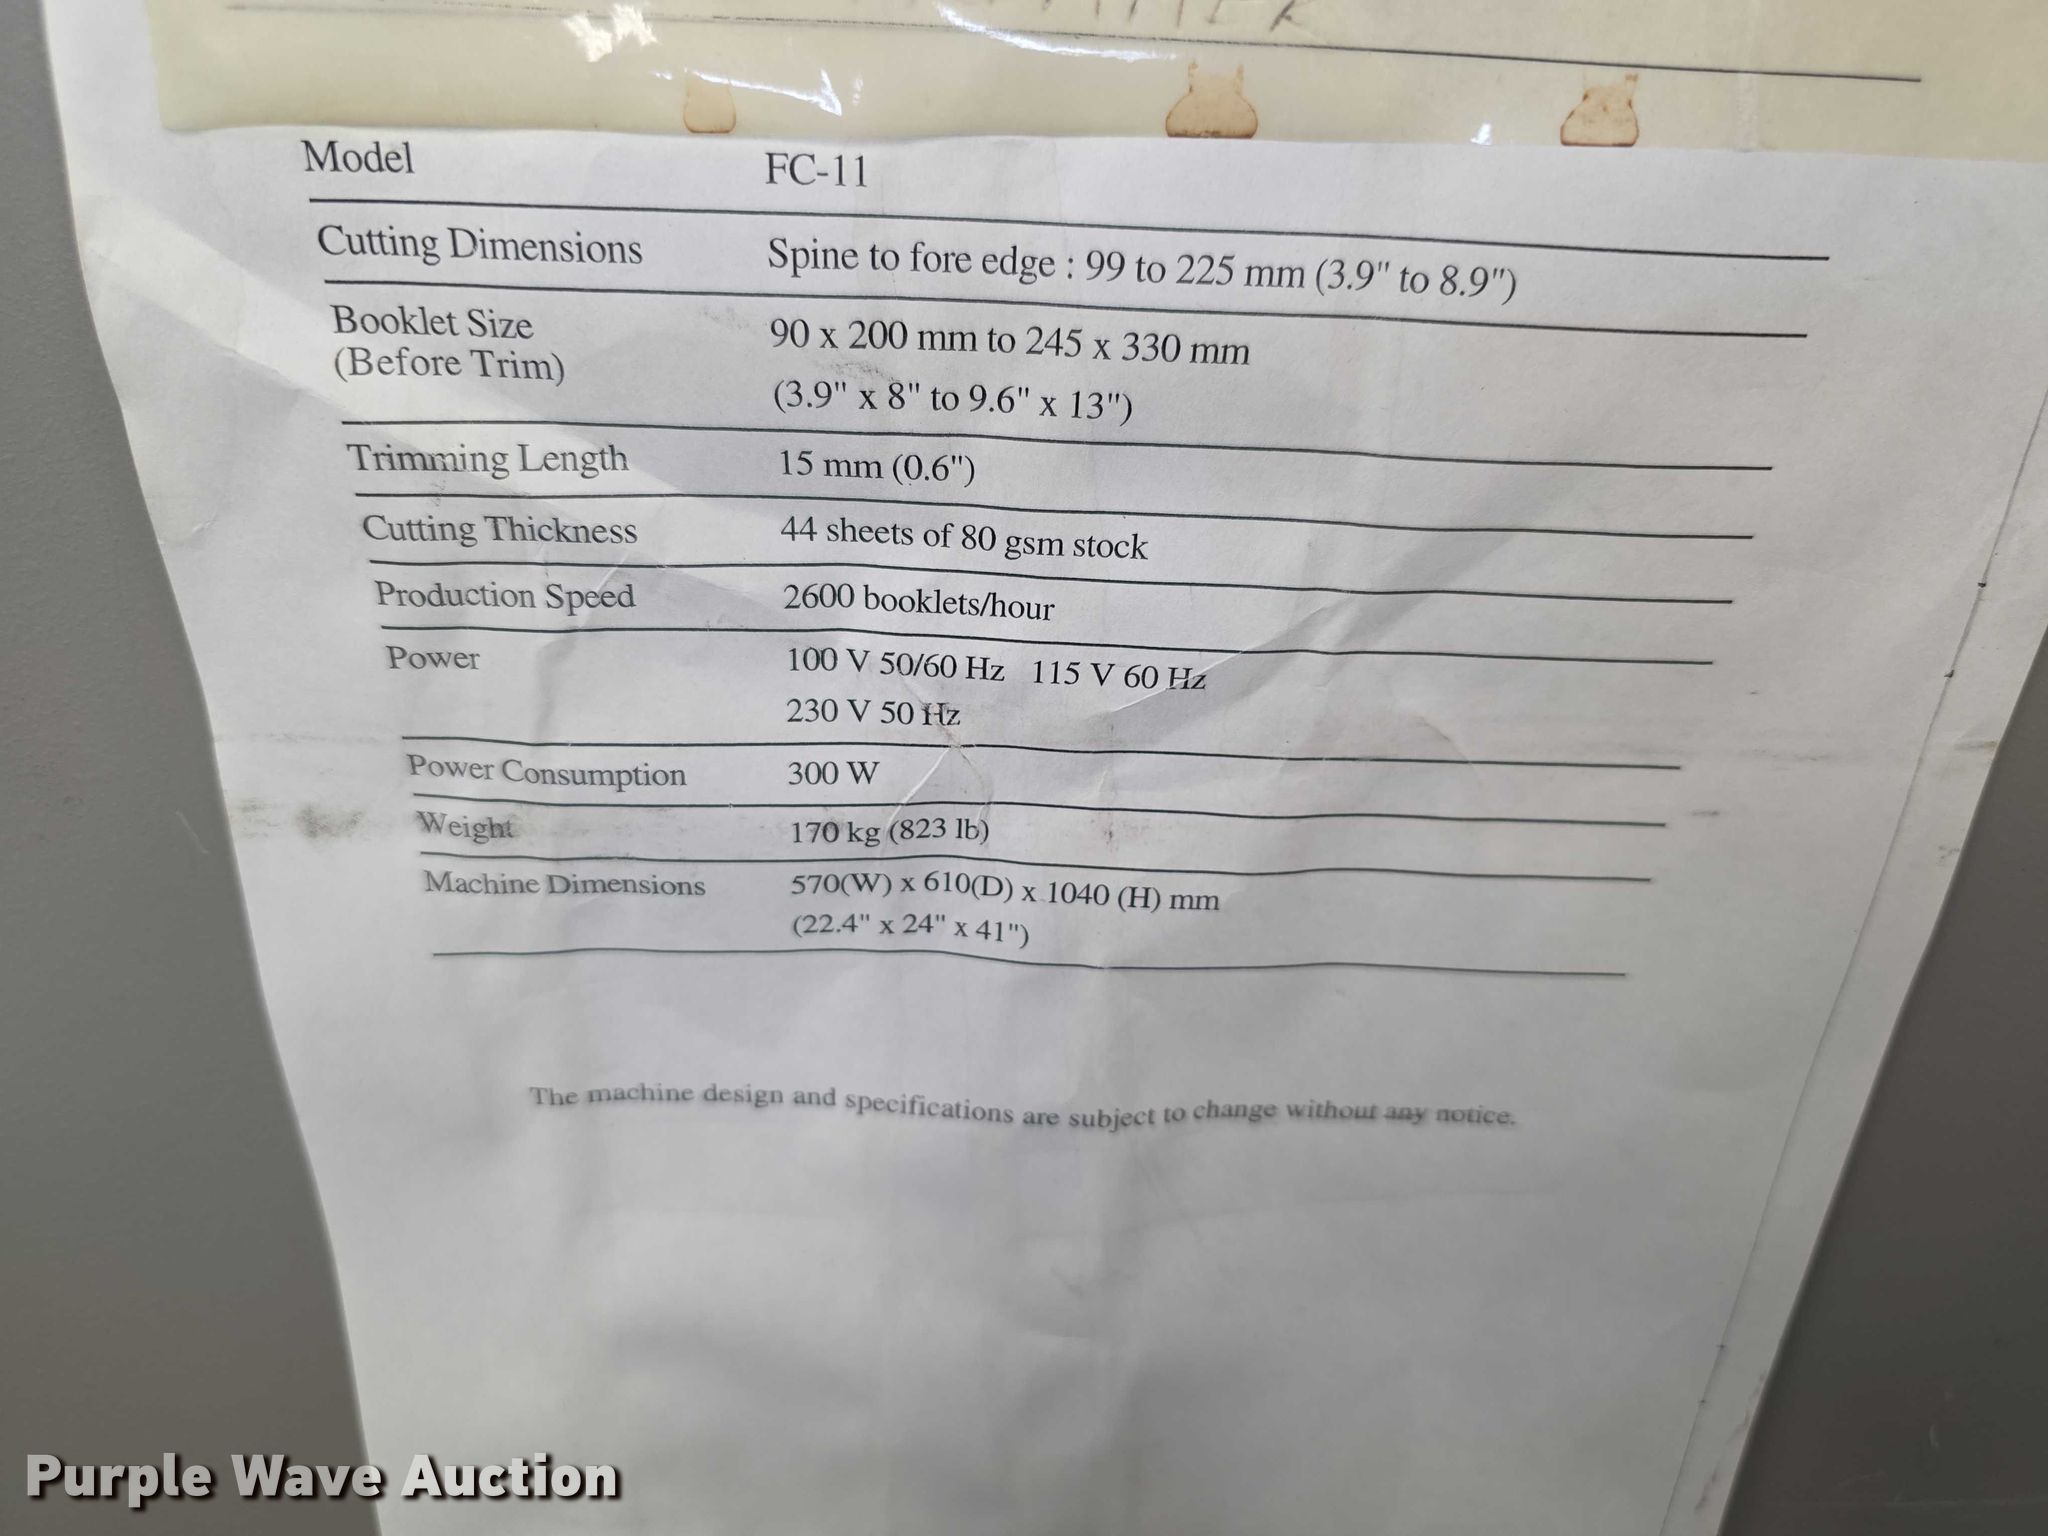 Model FC-11
Cutting Dimensions Spine to fore edge : 99 to 225 mm (3.9" to 8.9")
Booklet Size 90 x 200 mm to 245 x 330 mm
(Before Trim) (3.9" x 8" to 9.6" x 13")
Trimming Length 15 mm (0.6")
Cutting Thickness 44 sheets of 80 gsm stock
Production Speed 2600 booklets/hour
Power 100 V 50/60 Hz 115 V 60 Hz
230 V 50 Hz
Power Consumption 300 W
Weight 170 kg (823 lb)
Machine Dimensions 570(W) x 610(D) x 1040 (H) mm
(22.4" x 24" x 41")
The machine design and specifications are subject to change without any notice.
Purple Wave Auction